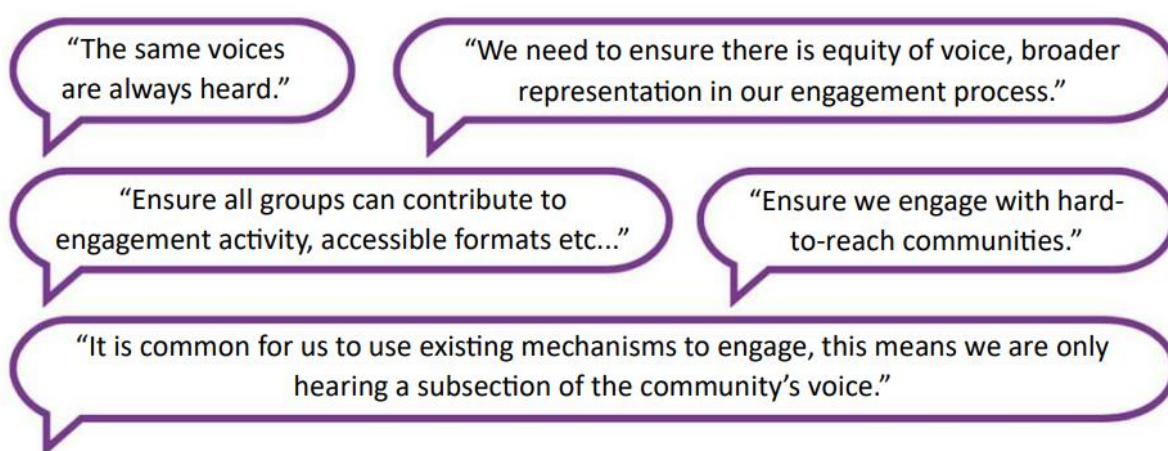 “The same voices
are always heard.”
“We need to ensure there is equity of voice, broader
representation in our engagement process.”
“Ensure all groups can contribute to
engagement activity, accessible formats etc...”
“Ensure we engage with hard-
to-reach communities.”
“It is common for us to use existing mechanisms to engage, this means we are only
hearing a subsection of the community’s voice.”